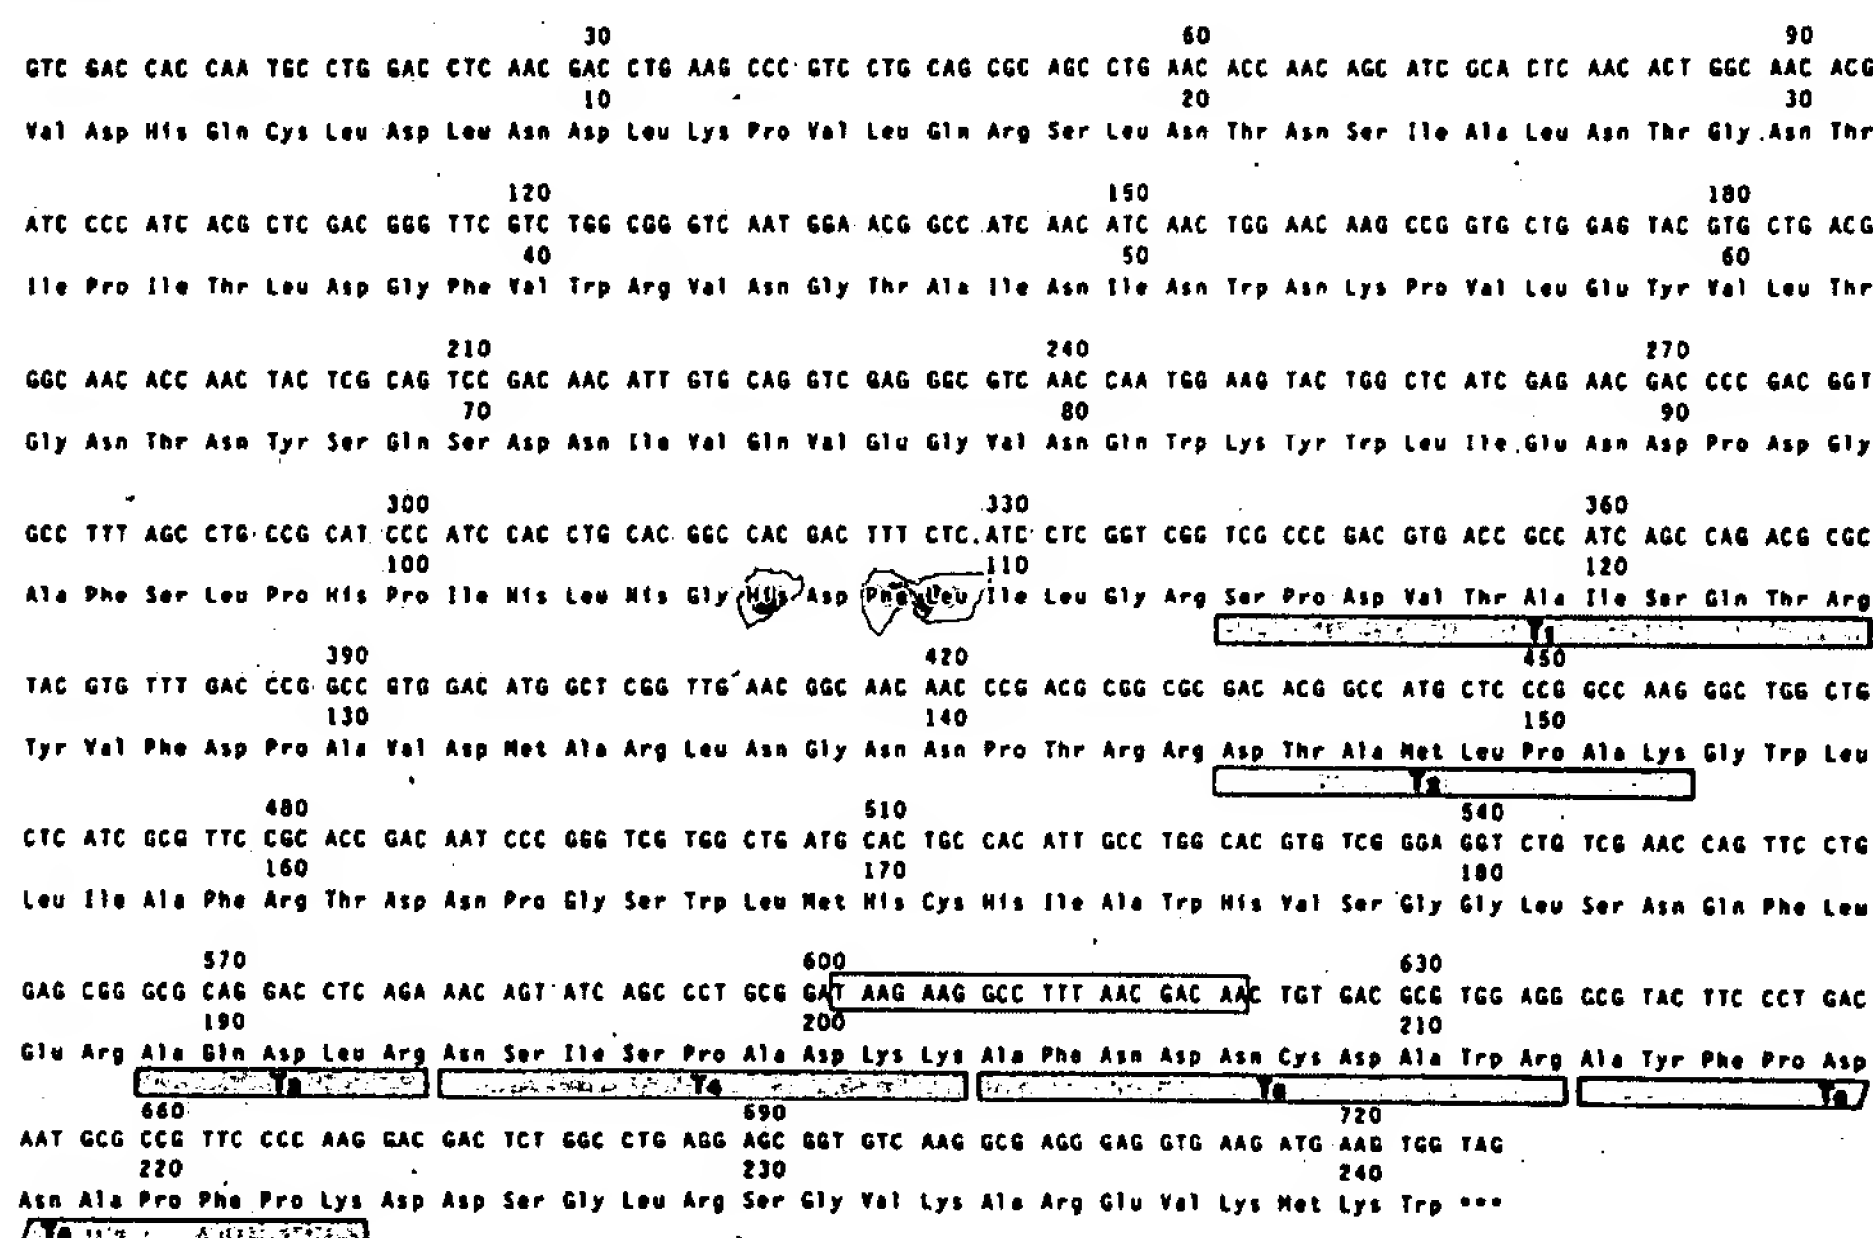 30 60 90
GTC GAC CAC CAA TGC CTG GAC CTC AAC GAC CTG AAG CCC GTC CTG CAG CGC AGC CTG AAC ACC AAC AGC ATC GCA CTC AAC ACT GGC AAC ACG
10 20 30
Val Asp His Gln Cys Leu Asp Leu Asn Asp Leu Lys Pro Val Leu Gln Arg Ser Leu Asn Thr Asn Ser Ile Ala Leu Asn Thr Gly Asn Thr
120 150 180
ATC CCC ATC ACG CTC GAC GGG TTC GTC TGG CGG GTC AAT GGA ACG GCC ATC AAC ATC AAC TGG AAC AAG CCG GTG CTG GAG TAC GTG CTG ACG
40 50 60
Ile Pro Ile Thr Leu Asp Gly Phe Val Trp Arg Val Asn Gly Thr Ala Ile Asn Ile Asn Trp Asn Lys Pro Val Leu Glu Tyr Val Leu Thr
210 240 270
GGC AAC ACC AAC TAC TCG CAG TCC GAC AAC ATT GTG CAG GTC GAG GGC GTC AAC CAA TGG AAG TAC TGG CTC ATC GAG AAC GAC CCC GAC GGT
70 80 90
Gly Asn Thr Asn Tyr Ser Gln Ser Asp Asn Ile Val Gln Val Glu Gly Val Asn Gln Trp Lys Tyr Trp Leu Ile Glu Asn Asp Pro Asp Gly
300 330 360
GCC TTT AGC CTG CCG CAT CCC ATC CAC CTG CAC GGC CAC GAC TTT CTC ATC CTC GGT CGG TCG CCC GAC GTG ACC GCC ATC AGC CAG ACG CGC
100 110 120
Ala Phe Ser Leu Pro His Pro Ile His Leu His Gly His Asp Phe Leu Ile Leu Gly Arg Ser Pro Asp Val Thr Ala Ile Ser Gln Thr Arg
T1
390 420 450
TAC GTG TTT GAC CCG GCC GTG GAC ATG GCT CGG TTG AAC GGC AAC AAC CCG ACG CGG CGC GAC ACG GCC ATG CTC CCG GCC AAG GGC TGG CTG
130 140 150
Tyr Val Phe Asp Pro Ala Val Asp Met Ala Arg Leu Asn Gly Asn Asn Pro Thr Arg Arg Asp Thr Ala Met Leu Pro Ala Lys Gly Trp Leu
T2
480 510 540
CTC ATC GCG TTC CGC ACC GAC AAT CCC GGG TCG TGG CTG ATG CAC TGC CAC ATT GCC TGG CAC GTG TCG GGA GGT CTG TCG AAC CAG TTC CTG
160 170 180
Leu Ile Ala Phe Arg Thr Asp Asn Pro Gly Ser Trp Leu Met His Cys His Ile Ala Trp His Val Ser Gly Gly Leu Ser Asn Gln Phe Leu
570 600 630
GAG CGG GCG CAG GAC CTC AGA AAC AGT ATC AGC CCT GCG GAT AAG AAG GCC TTT AAC GAC AAC TGT GAC GCG TGG AGG GCG TAC TTC CCT GAC
190 200 210
Glu Arg Ala Gln Asp Leu Arg Asn Ser Ile Ser Pro Ala Asp Lys Lys Ala Phe Asn Asp Asn Cys Asp Ala Trp Arg Ala Tyr Phe Pro Asp
T4
660 690 720
AAT GCG CCG TTC CCC AAG GAC GAC TCT GGC CTG AGG AGC GGT GTC AAG GCG AGG GAG GTG AAG ATG AAG TGG TAG
220 230 240
Asn Ala Pro Phe Pro Lys Asp Asp Ser Gly Leu Arg Ser Gly Val Lys Ala Arg Glu Val Lys Met Lys Trp ***